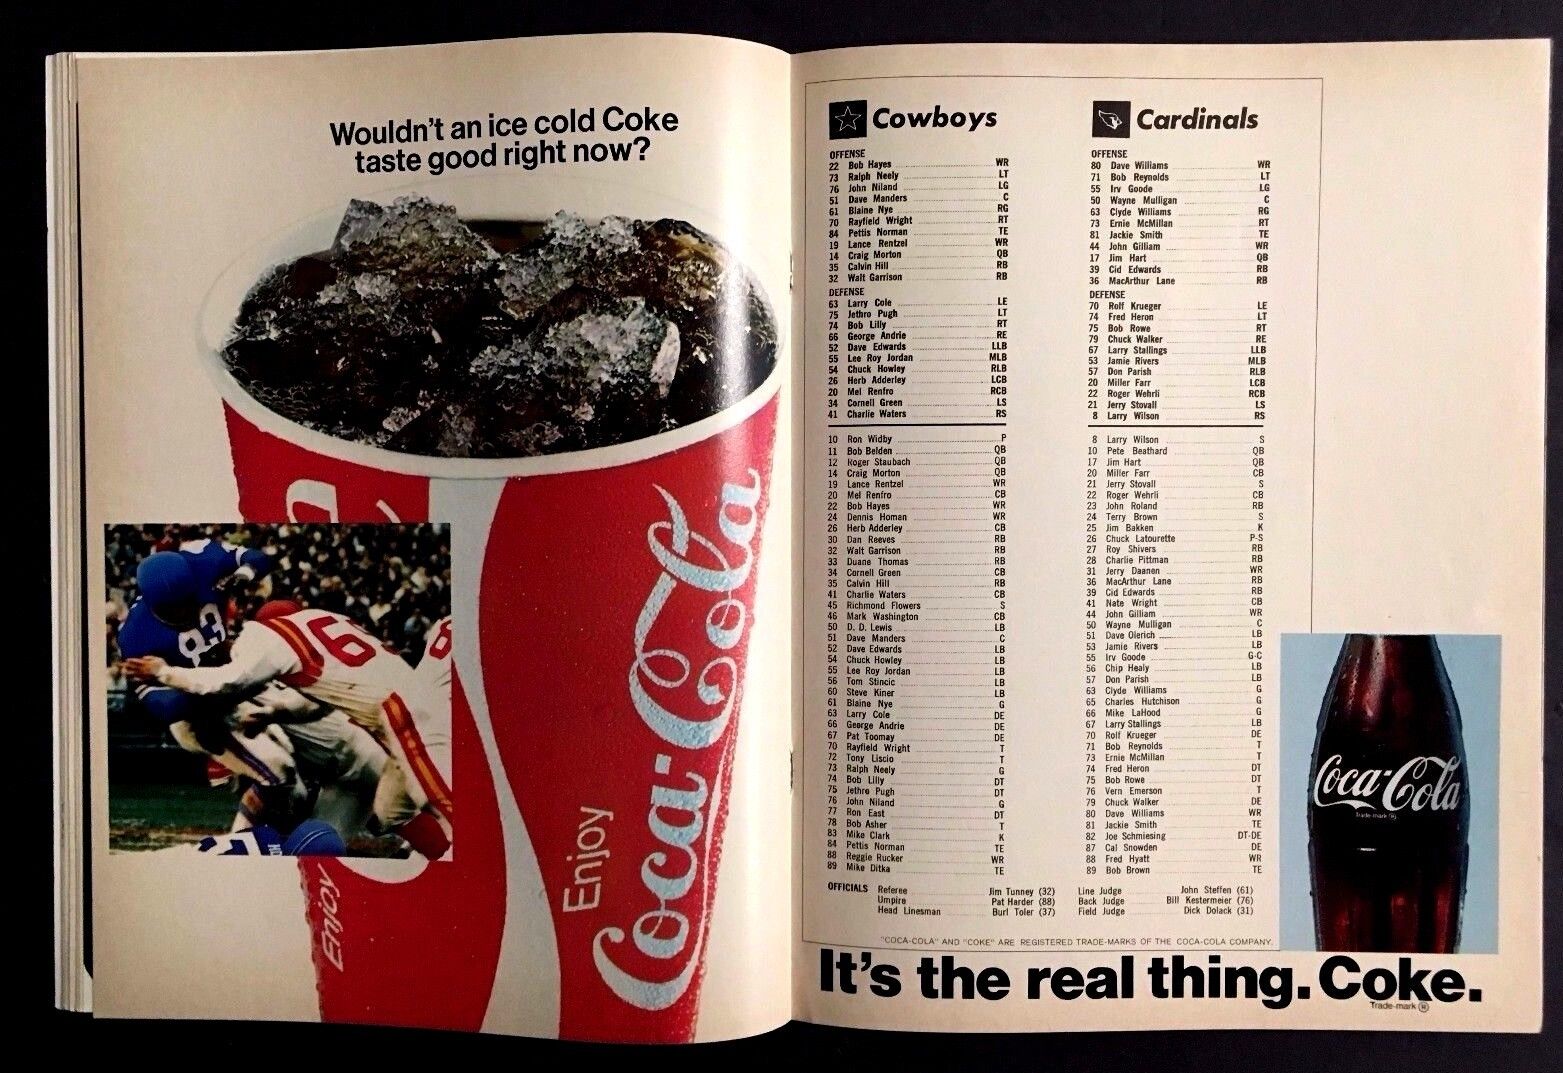 Wouldn't an ice cold Coke
taste good right now?
83
6
Enjoy
Enjoy
Coca-Cola
Cowboys
OFFENSE
22 Bob Hayes WR
73 Ralph Neely LT
76 John Niland LG
51 Dave Manders C
61 Blaine Nye RG
70 Rayfield Wright RT
84 Pettis Norman TE
19 Lance Rentzel WR
14 Craig Morton QB
35 Calvin Hill RB
32 Walt Garrison RB
DEFENSE
63 Larry Cole LE
75 Jethro Pugh LT
74 Bob Lilly RT
66 George Andrie RE
52 Dave Edwards LLB
55 Lee Roy Jordan MLB
54 Chuck Howley RLB
26 Herb Adderley LCB
20 Mel Renfro RCB
34 Cornell Green LS
41 Charlie Waters RS
10 Ron Widby P
11 Bob Belden QB
12 Roger Staubach QB
14 Craig Morton QB
19 Lance Rentzel WR
20 Mel Renfro CB
22 Bob Hayes WR
24 Dennis Homan WR
26 Herb Adderley CB
30 Dan Reeves RB
32 Walt Garrison RB
33 Duane Thomas RB
34 Cornell Green CB
35 Calvin Hill RB
41 Charlie Waters CB
45 Richmond Flowers S
46 Mark Washington CB
50 D. D. Lewis LB
51 Dave Manders C
52 Dave Edwards LB
54 Chuck Howley LB
55 Lee Roy Jordan LB
56 Tom Stincic LB
60 Steve Kiner LB
61 Blaine Nye G
63 Larry Cole DE
66 George Andrie DE
67 Pat Toomay DE
70 Rayfield Wright T
72 Tony Liscio T
73 Ralph Neely G
74 Bob Lilly DT
75 Jethro Pugh DT
76 John Niland G
77 Ron East DT
78 Bob Asher T
83 Mike Clark K
84 Pettis Norman TE
88 Reggie Rucker WR
89 Mike Ditka TE
Cardinals
OFFENSE
80 Dave Williams WR
71 Bob Reynolds LT
55 Irv Goode LG
50 Wayne Mulligan C
63 Clyde Williams RG
73 Ernie McMillan RT
81 Jackie Smith TE
44 John Gilliam WR
17 Jim Hart QB
39 Cid Edwards RB
36 MacArthur Lane RB
DEFENSE
70 Rolf Krueger LE
74 Fred Heron LT
75 Bob Rowe RT
79 Chuck Walker RE
67 Larry Stallings LLB
53 Jamie Rivers MLB
57 Don Parish RLB
20 Miller Farr LCB
22 Roger Wehrli RCB
21 Jerry Stovall LS
8 Larry Wilson RS
8 Larry Wilson S
10 Pete Beathard QB
17 Jim Hart QB
20 Miller Farr CB
21 Jerry Stovall S
22 Roger Wehrli CB
23 John Roland RB
24 Terry Brown S
25 Jim Bakken K
26 Chuck Latourette P-S
27 Roy Shivers RB
28 Charlie Pittman RB
31 Jerry Daanen WR
36 MacArthur Lane RB
39 Cid Edwards RB
41 Nate Wright CB
44 John Gilliam WR
50 Wayne Mulligan C
51 Dave Olerich LB
53 Jamie Rivers LB
55 Irv Goode G-C
56 Chip Healy LB
57 Don Parish LB
63 Clyde Williams G
65 Charles Hutchison G
66 Mike LaHood G
67 Larry Stallings LB
70 Rolf Krueger DE
71 Bob Reynolds T
73 Ernie McMillan T
74 Fred Heron DT
75 Bob Rowe DT
76 Vern Emerson T
79 Chuck Walker DE
80 Dave Williams WR
81 Jackie Smith TE
82 Joe Schmiesing DT-DE
87 Cal Snowden DE
88 Fred Hyatt WR
89 Bob Brown TE
OFFICIALS Referee Jim Tunney (32) Line Judge John Steffen (61)
Umpire Pat Harder (88) Back Judge Bill Kestermeier (76)
Head Linesman Burl Toler (37) Field Judge Dick Dolack (31)
"COCA-COLA" AND "COKE" ARE REGISTERED TRADE-MARKS OF THE COCA-COLA COMPANY.
Coca-Cola
Trade-mark ®
It's the real thing. Coke.
Trade-mark ®